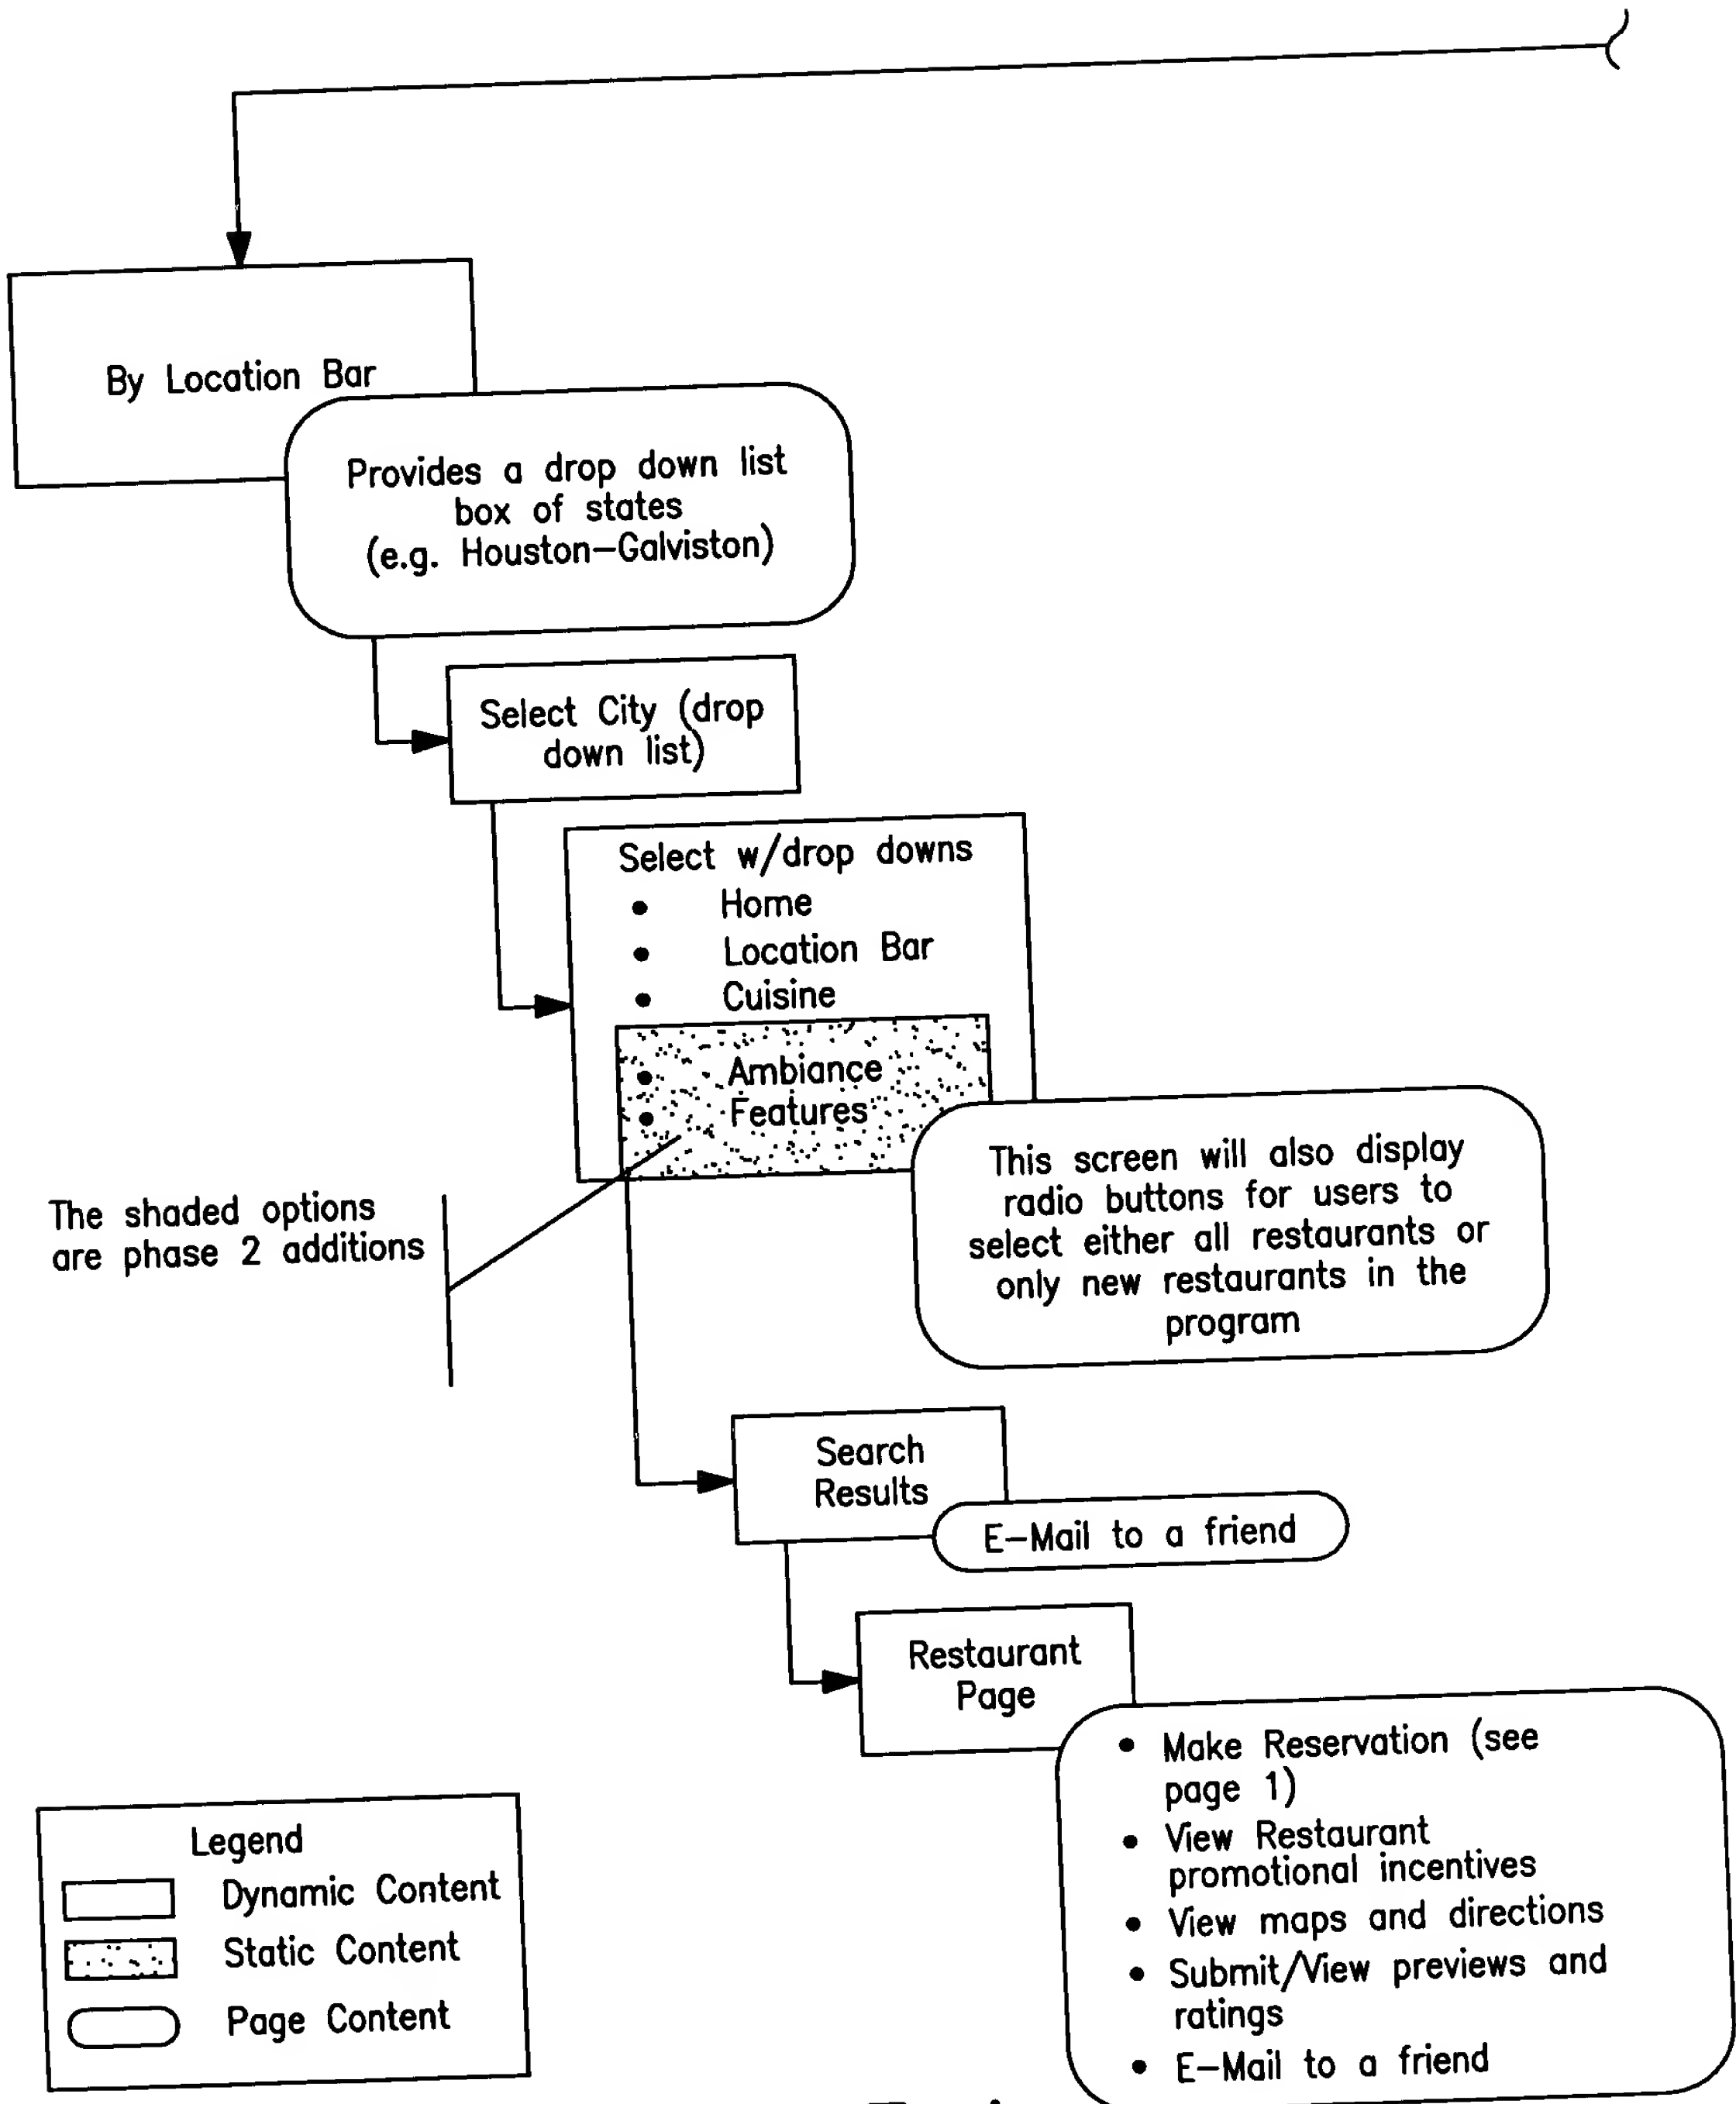 By Location Bar
Provides a drop down list
box of states
(e.g. Houston-Galviston)
Select City (drop
down list)
Select w/drop downs
• Home
• Location Bar
• Cuisine
• Ambiance
• Features
The shaded options
are phase 2 additions
This screen will also display
radio buttons for users to
select either all restaurants or
only new restaurants in the
program
Search
Results
E-Mail to a friend
Restaurant
Page
• Make Reservation (see
page 1)
• View Restaurant
promotional incentives
• View maps and directions
• Submit/View previews and
ratings
• E-Mail to a friend
Legend
Dynamic Content
Static Content
Page Content